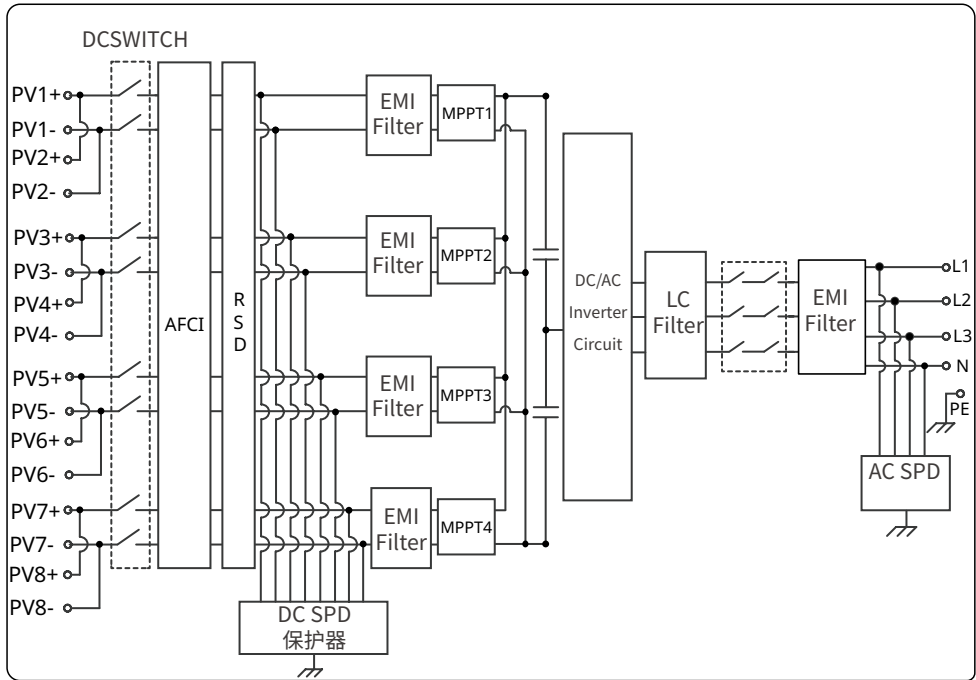 DCSWITCH
PV1+
PV1-
PV2+
PV2-
PV3+
PV3-
PV4+
PV4-
PV5+
PV5-
PV6+
PV6-
PV7+
PV7-
PV8+
PV8-
AFCI
R
S
D
EMI
Filter
MPPT1
EMI
Filter
MPPT2
EMI
Filter
MPPT3
EMI
Filter
MPPT4
DC SPD
保护器
DC/AC
Inverter
Circuit
LC
Filter
EMI
Filter
L1
L2
L3
N
PE
AC SPD